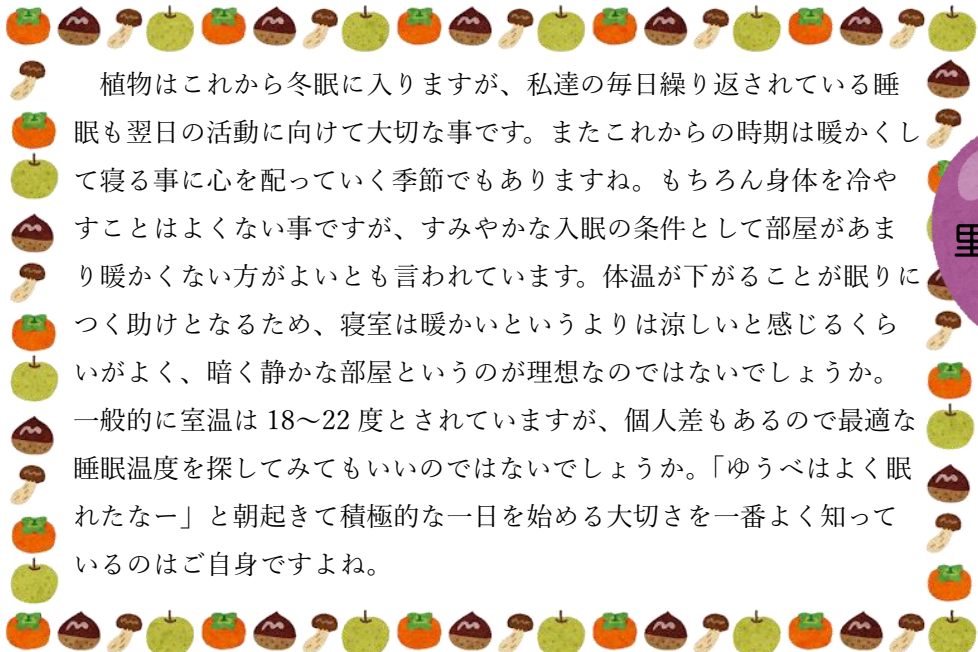 植物はこれから冬眠に入りますが、私達の毎日繰り返されている睡
眠も翌日の活動に向けて大切な事です。またこれからの時期は暖かくし
て寝る事に心を配っていく季節でもありますね。もちろん身体を冷や
すことはよくない事ですが、すみやかな入眠の条件として部屋があま
り暖かくない方がよいとも言われています。体温が下がることが眠りに
つく助けとなるため、寝室は暖かいというよりは涼しいと感じるくら
いがよく、暗く静かな部屋というのが理想なのではないでしょうか。
一般的に室温は 18～22 度とされていますが、個人差もあるので最適な
睡眠温度を探してみてもいいのではないでしょうか。「ゆうべはよく眠
れたなー」と朝起きて積極的な一日を始める大切さを一番よく知って
いるのはご自身ですよね。